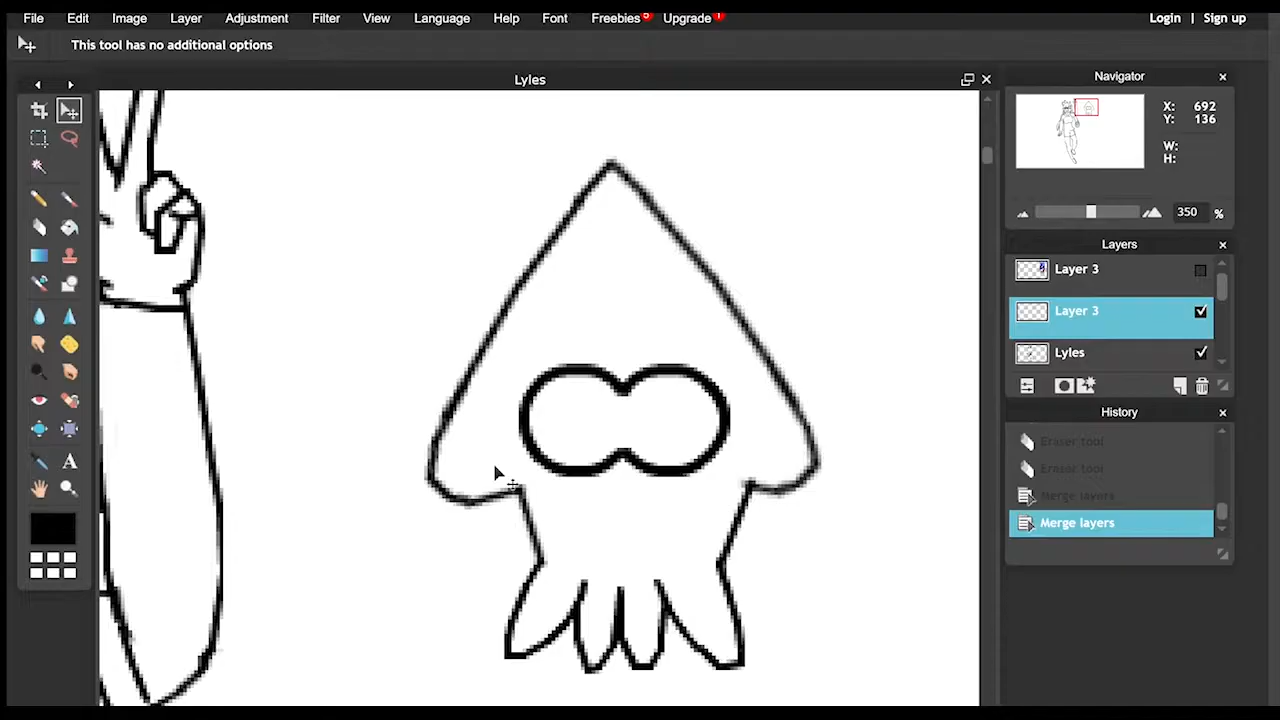 File Edit Image Layer Adjustment Filter View Language Help Font Freebies 5 Upgrade 1 Login | Sign up
This tool has no additional options
Lyles
Navigator
X: 692
Y: 136
W:
H:
350 %
Layers
Layer 3
Layer 3
Lyles
History
Eraser tool
Eraser tool
Merge layers
Merge layers
A